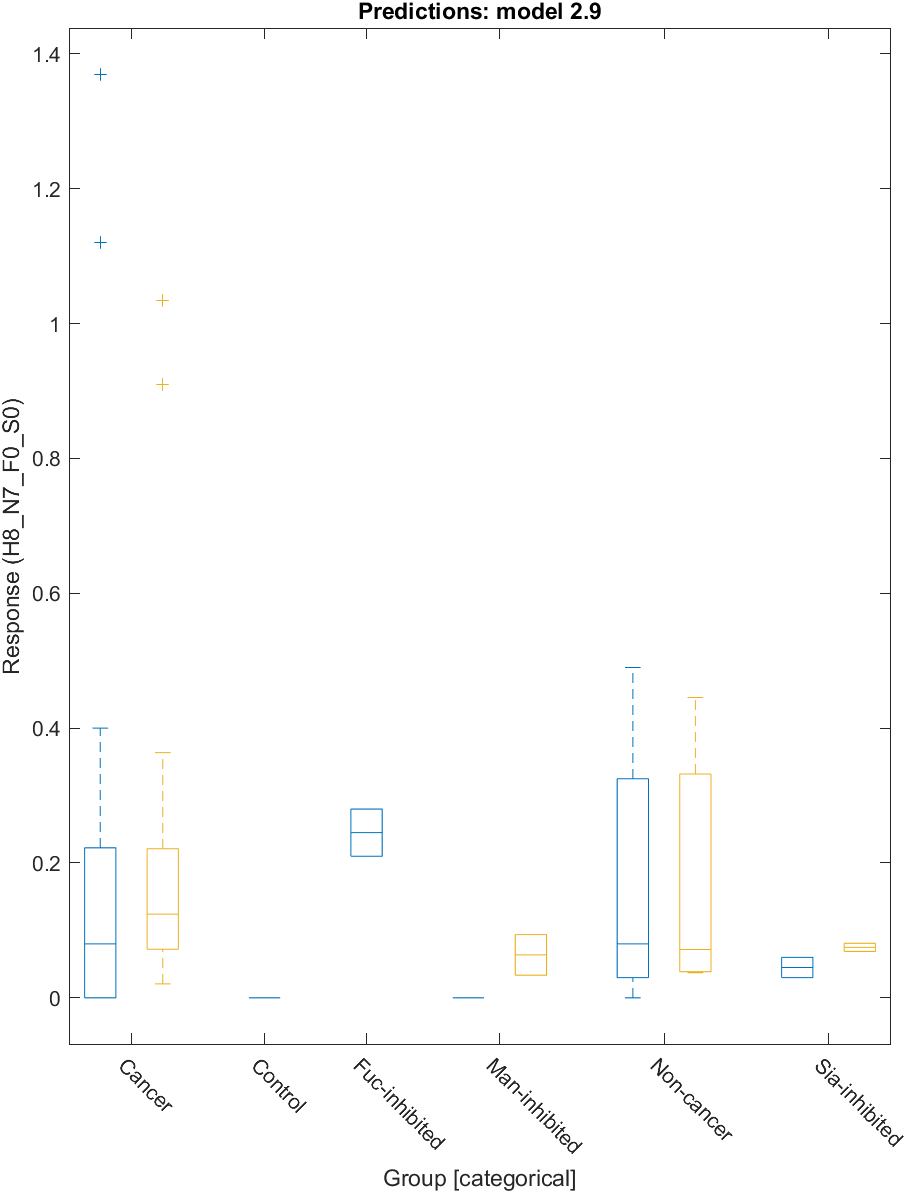 Predictions: model 2.9
1.4
1.2
1
0.8
0.6
0.4
0.2
0
Response (H8_N7_F0_S0)
Cancer
Control
Fuc-inhibited
Man-inhibited
Non-cancer
Sia-inhibited
Group [categorical]